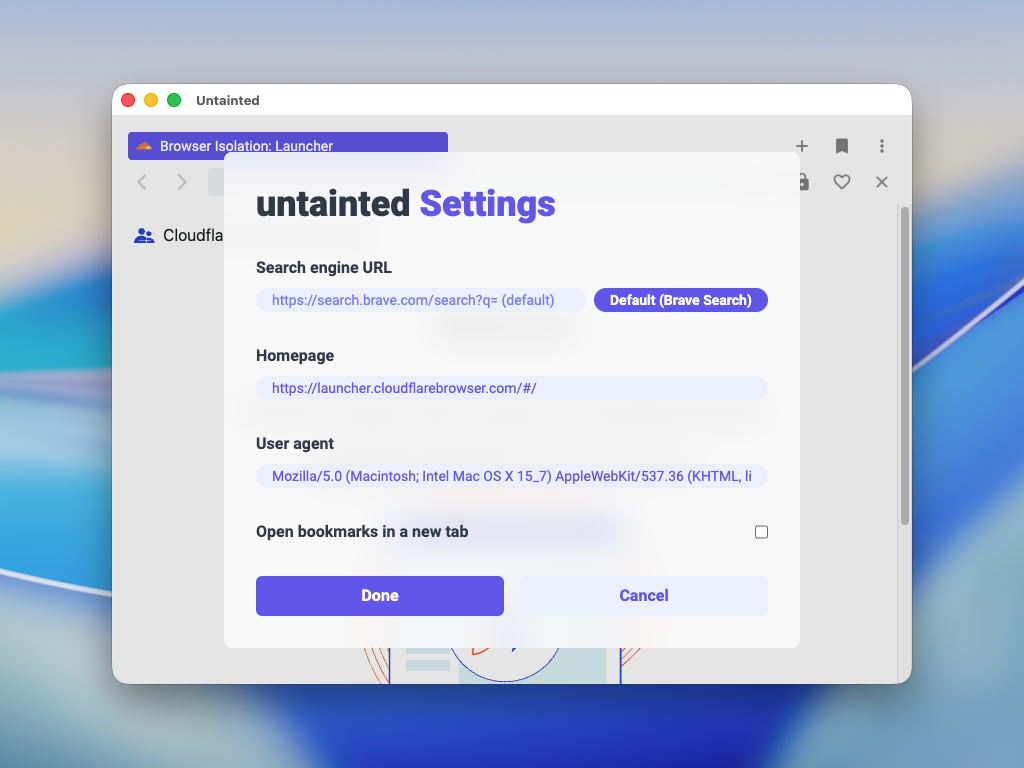 Untainted
Browser Isolation: Launcher
Cloudfla
untainted Settings
Search engine URL
https://search.brave.com/search?q= (default)
Default (Brave Search)
Homepage
https://launcher.cloudflarebrowser.com/#/
User agent
Mozilla/5.0 (Macintosh; Intel Mac OS X 15_7) AppleWebKit/537.36 (KHTML, li
Open bookmarks in a new tab
Done
Cancel